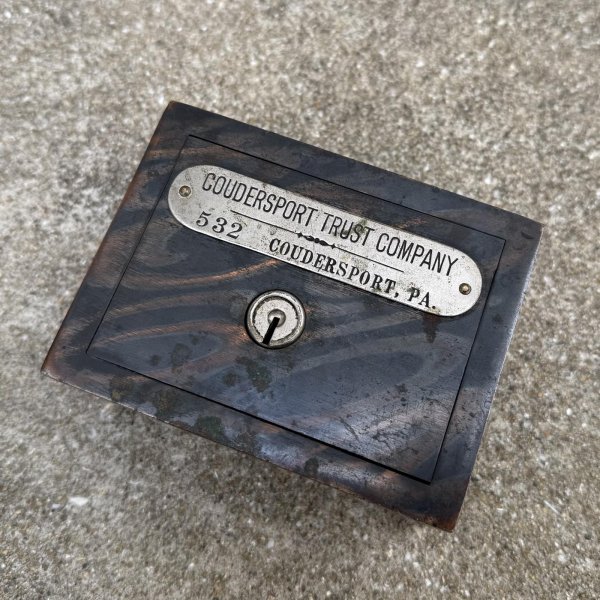 COUDERSPORT TRUST COMPANY
532 COUDERSPORT, PA.